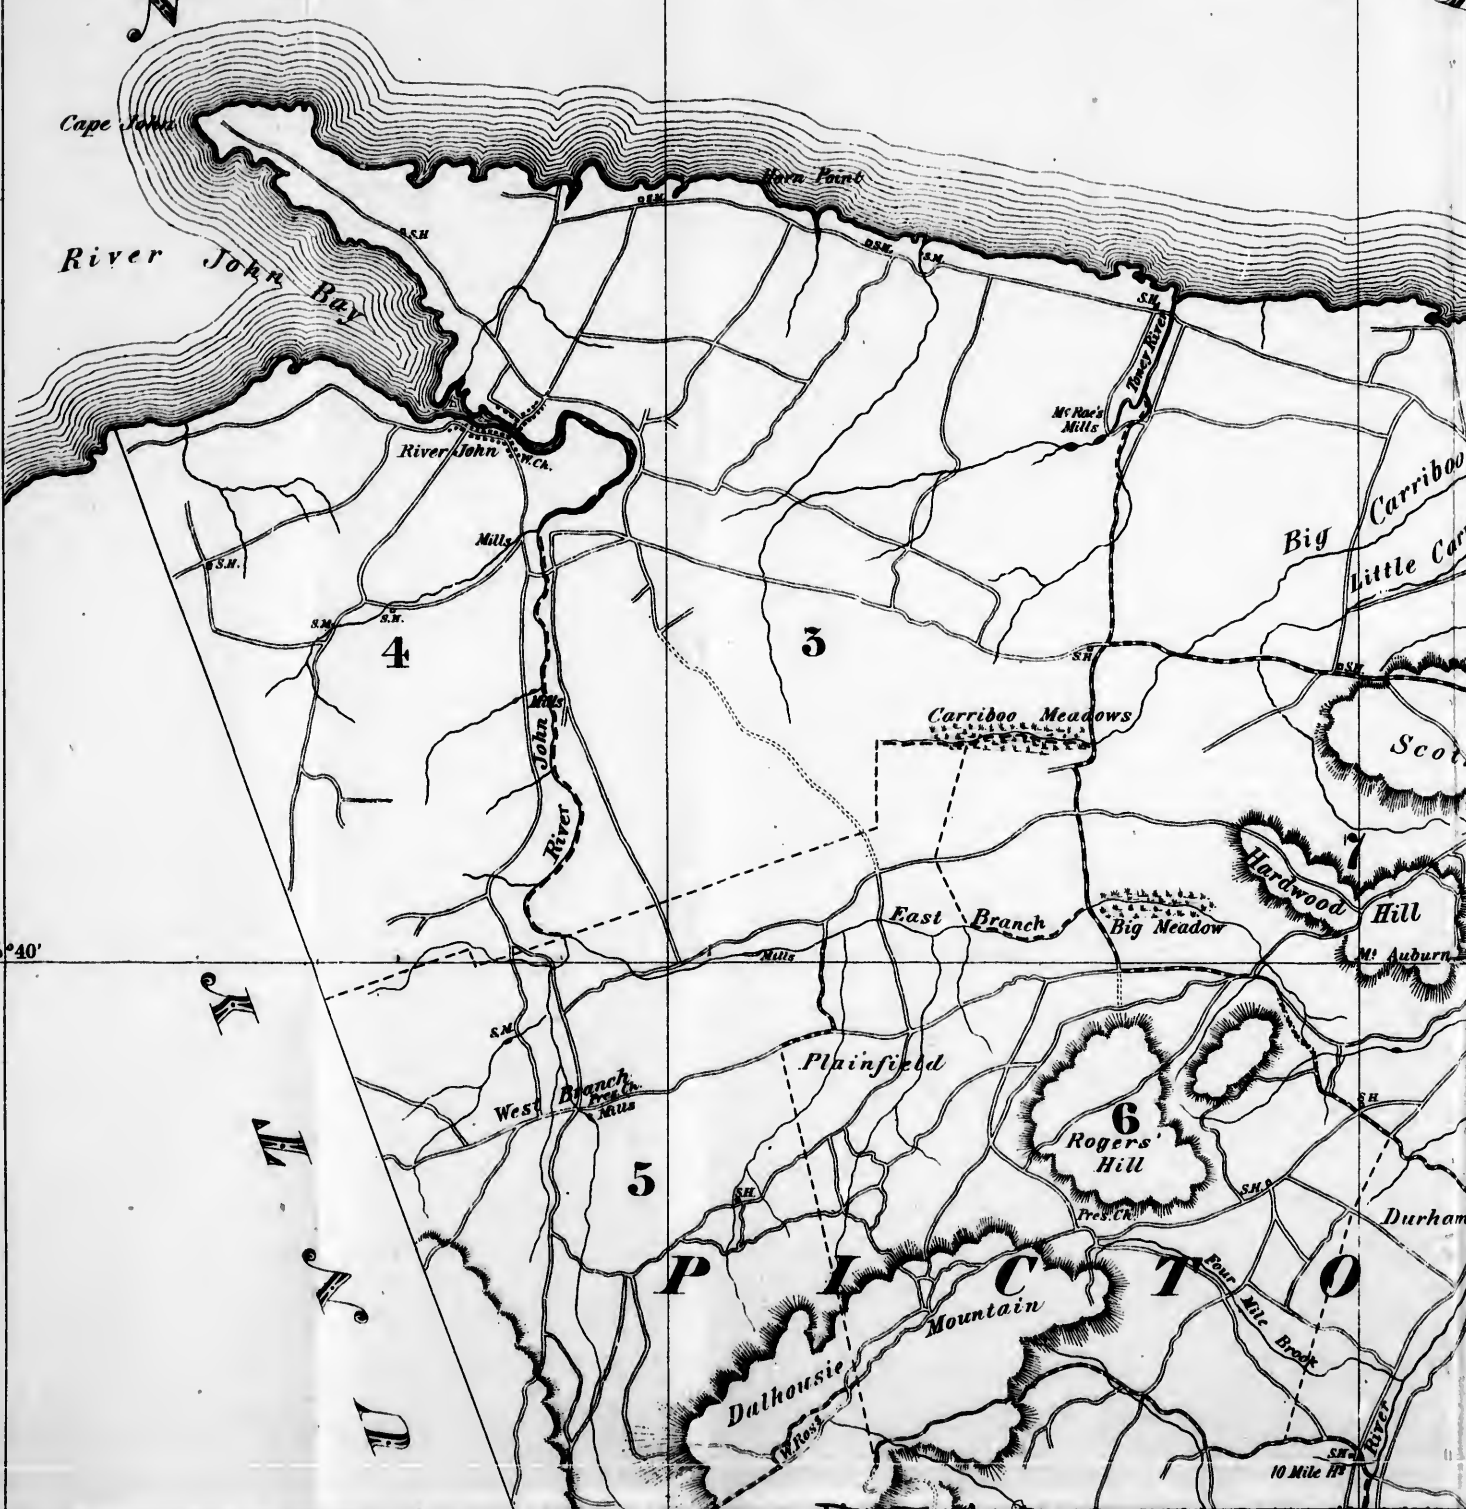 Cape John
Horn Point
S.H.
S.H
River John Bay
S.H.
S.M.
S.H.
Toney River
McRae's
Mills
River John
W. Ch.
Big Carriboo
Mills
S.H.
Little Car
S.M.
S.H.
4
3
S.H
S.H.
Mills
Carriboo Meadows
Scot
John
River
7
Hardwood
Hill
East Branch
Big Meadow
°40'
Mills
Mt Auburn
S.M.
Plainfield
West Branch
Pres. Ch.
Mills
S.H.
6
Rogers'
Hill
5
S.H.
S.H.
Pres. Ch.
Durham
P I C T O
Four Mile Brook
Mountain
Dalhousie
W. Ross
River
S.H
10 Mile Hs
Y
T
N
U